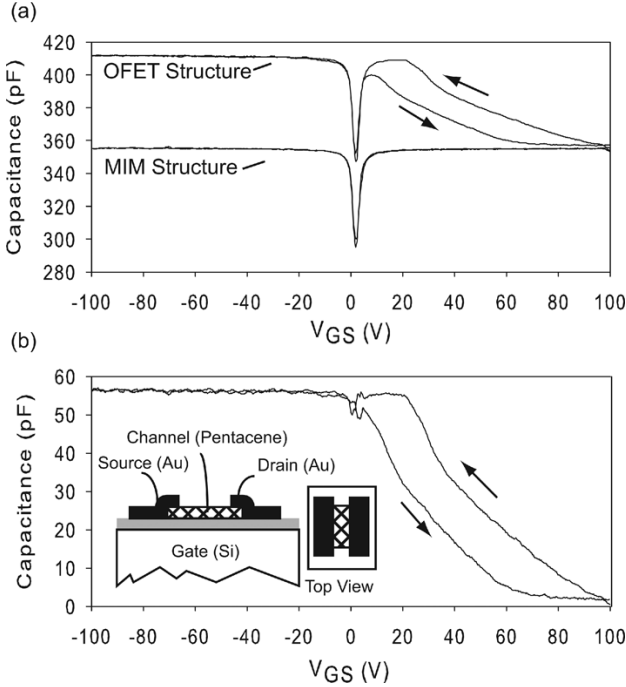 (a)
420
400
380
360
340
320
300
280
Capacitance (pF)
OFET Structure
MIM Structure
-100 -80 -60 -40 -20 0 20 40 60 80 100
VGS (V)
(b)
60
50
40
30
20
10
0
Capacitance (pF)
Channel (Pentacene)
Source (Au) Drain (Au)
Gate (Si)
Top View
-100 -80 -60 -40 -20 0 20 40 60 80 100
VGS (V)